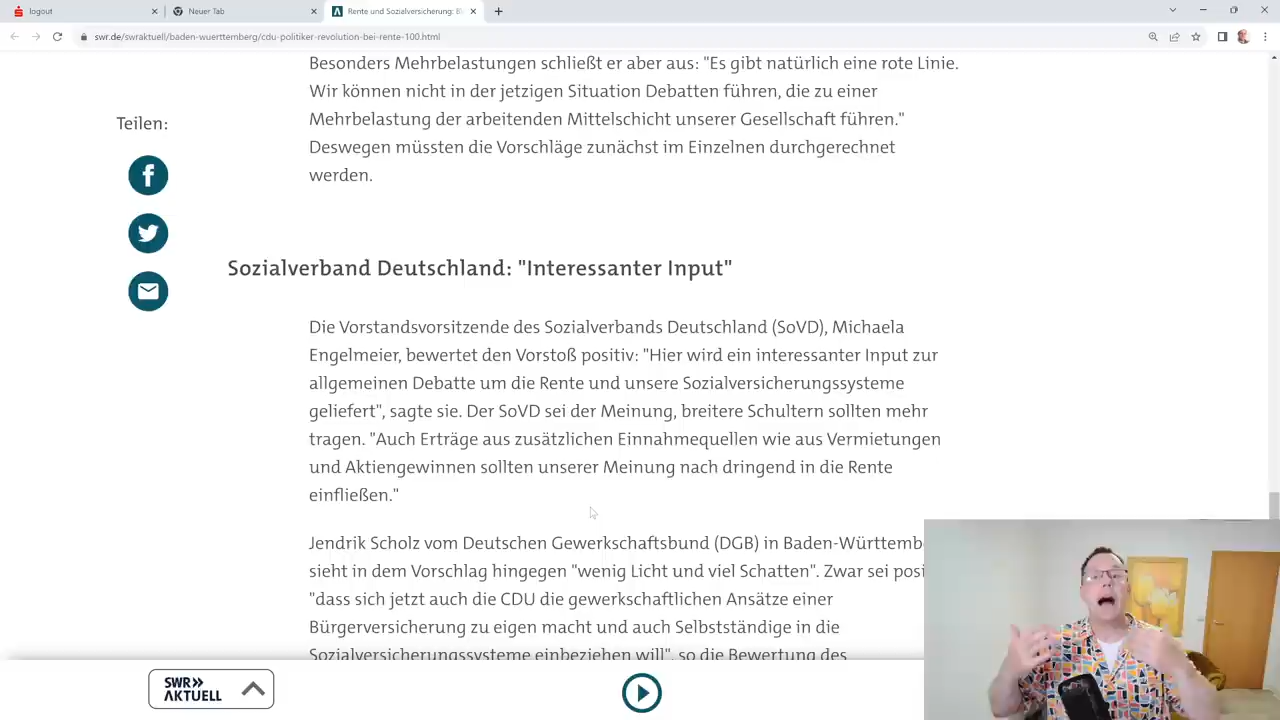 logout
Neuer Tab
Rente und Sozialversicherung: B
swr.de/swraktuell/baden-wuerttemberg/cdu-politiker-revolution-bei-rente-100.html
Besonders Mehrbelastungen schließt er aber aus: "Es gibt natürlich eine rote Linie.
Wir können nicht in der jetzigen Situation Debatten führen, die zu einer
Mehrbelastung der arbeitenden Mittelschicht unserer Gesellschaft führen."
Deswegen müssten die Vorschläge zunächst im Einzelnen durchgerechnet
werden.
Teilen:
Sozialverband Deutschland: "Interessanter Input"
Die Vorstandsvorsitzende des Sozialverbands Deutschland (SoVD), Michaela
Engelmeier, bewertet den Vorstoß positiv: "Hier wird ein interessanter Input zur
allgemeinen Debatte um die Rente und unsere Sozialversicherungssysteme
geliefert", sagte sie. Der SoVD sei der Meinung, breitere Schultern sollten mehr
tragen. "Auch Erträge aus zusätzlichen Einnahmequellen wie aus Vermietungen
und Aktiengewinnen sollten unserer Meinung nach dringend in die Rente
einfließen."
Jendrik Scholz vom Deutschen Gewerkschaftsbund (DGB) in Baden-Württemb
sieht in dem Vorschlag hingegen "wenig Licht und viel Schatten". Zwar sei posi
"dass sich jetzt auch die CDU die gewerkschaftlichen Ansätze einer
Bürgerversicherung zu eigen macht und auch Selbstständige in die
Sozialversicherungssysteme einbeziehen will", so die Bewertung des
SWR»
AKTUELL